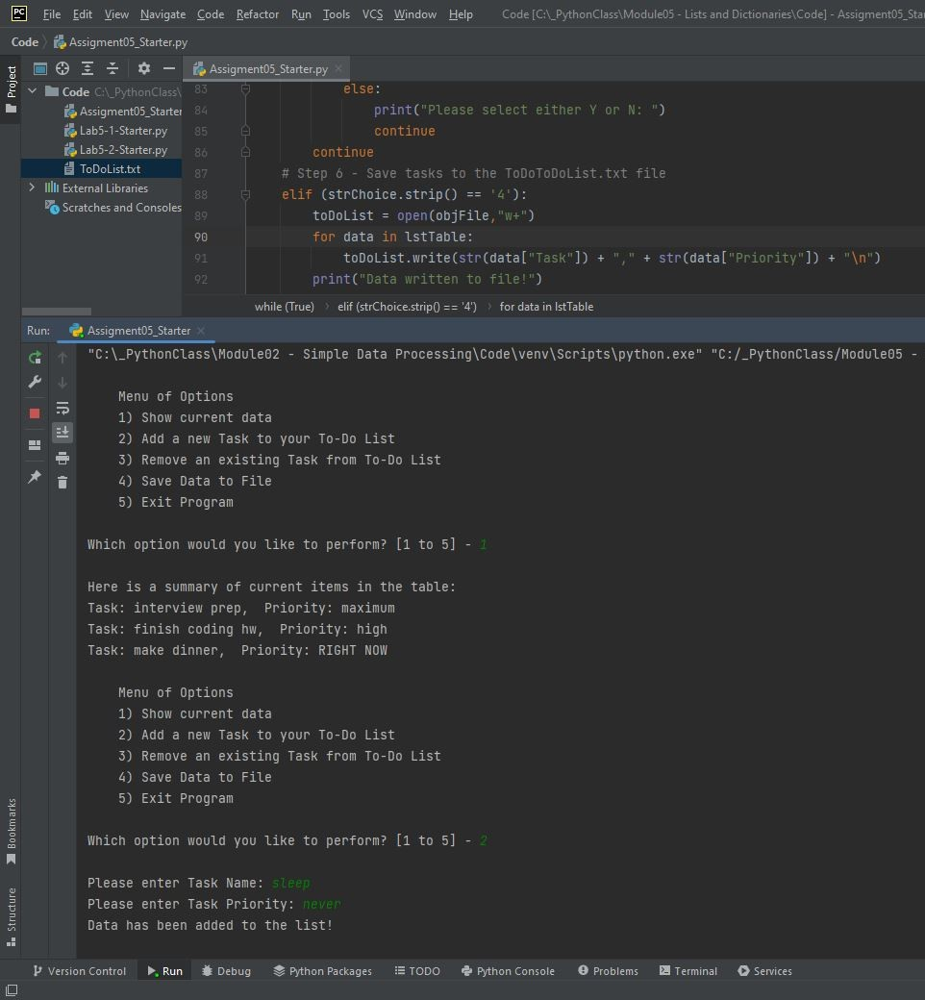 PC File Edit View Navigate Code Refactor Run Tools VCS Window Help Code [C:\_PythonClass\Module05 - Lists and Dictionaries\Code] - Assigment05_Star
Code Assigment05_Starter.py
Project
Assigment05_Starter.py
Code C:\_PythonClass\
Assigment05_Starter
Lab5-1-Starter.py
Lab5-2-Starter.py
ToDoList.txt
External Libraries
Scratches and Consoles
83 else:
84 print("Please select either Y or N: ")
85 continue
86 continue
87 # Step 6 - Save tasks to the ToDoToDoList.txt file
88 elif (strChoice.strip() == '4'):
89 toDoList = open(objFile,"w+")
90 for data in lstTable:
91 toDoList.write(str(data["Task"]) + "," + str(data["Priority"]) + "\n")
92 print("Data written to file!")
while (True) elif (strChoice.strip() == '4') for data in lstTable
Run: Assigment05_Starter
"C:\_PythonClass\Module02 - Simple Data Processing\Code\venv\Scripts\python.exe" "C:/_PythonClass/Module05 -
Menu of Options
1) Show current data
2) Add a new Task to your To-Do List
3) Remove an existing Task from To-Do List
4) Save Data to File
5) Exit Program
Which option would you like to perform? [1 to 5] - 1
Here is a summary of current items in the table:
Task: interview prep,  Priority: maximum
Task: finish coding hw,  Priority: high
Task: make dinner,  Priority: RIGHT NOW
Menu of Options
1) Show current data
2) Add a new Task to your To-Do List
3) Remove an existing Task from To-Do List
4) Save Data to File
5) Exit Program
Which option would you like to perform? [1 to 5] - 2
Please enter Task Name: sleep
Please enter Task Priority: never
Data has been added to the list!
Bookmarks
Structure
Version Control Run Debug Python Packages TODO Python Console Problems Terminal Services